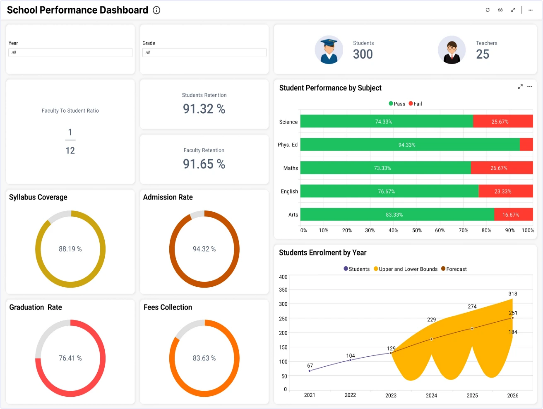 School Performance Dashboard
Year
All
Grade
All
Students
300
Teachers
25
Faculty To Student Ratio
1
12
Students Retention
91.32 %
Faculty Retention
91.65 %
Student Performance by Subject
Pass Fail
Science 74.33% 25.67%
Phys. Ed 94.33%
Maths 73.33% 26.67%
English 76.67% 23.33%
Arts 83.33% 16.67%
0% 10% 20% 30% 40% 50% 60% 70% 80% 90% 100%
Syllabus Coverage
88.19 %
Admission Rate
94.32 %
Graduation Rate
76.41 %
Fees Collection
83.63 %
Students Enrolment by Year
Students Upper and Lower Bounds Forecast
400
350
300
250
200
150
100
50
0
67
104
129
229
274
318
251
184
2021 2022 2023 2024 2025 2026